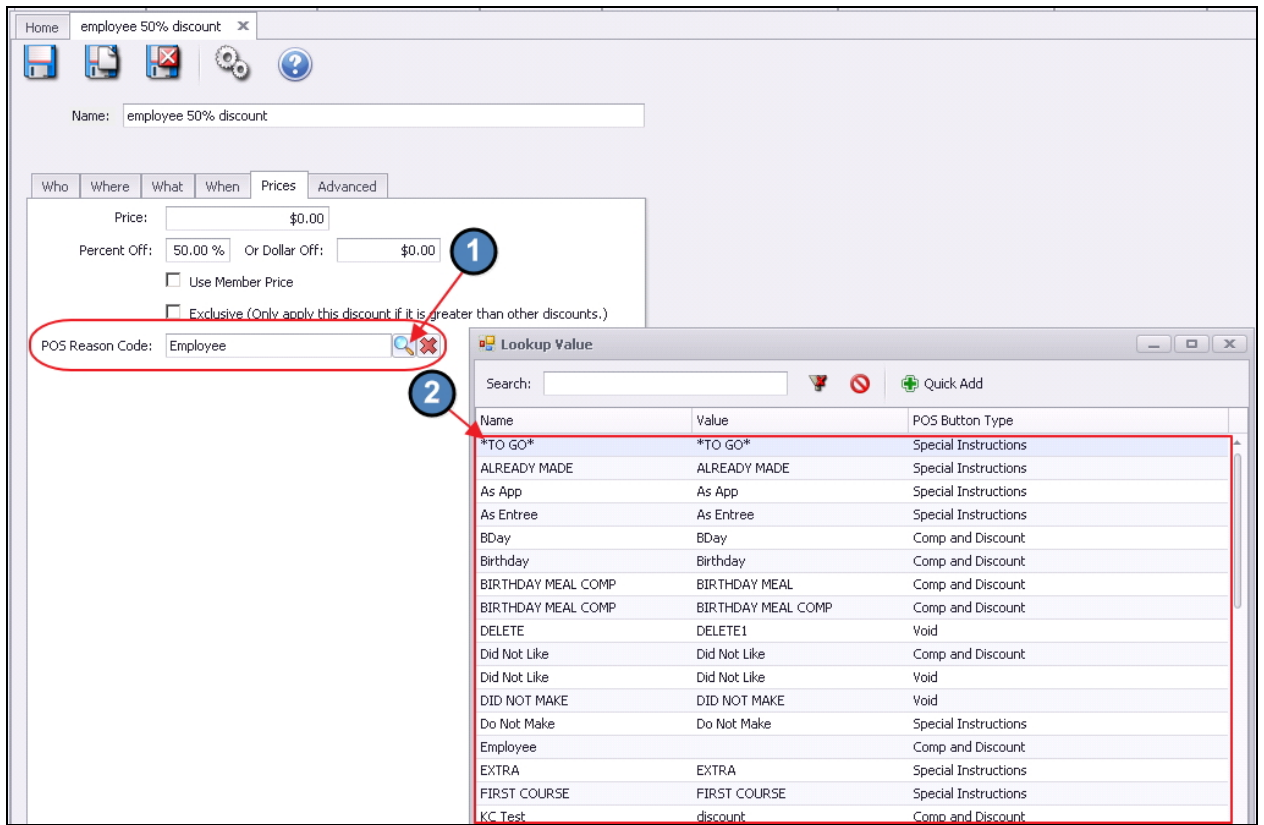 Home employee 50% discount
Name: employee 50% discount
Who Where What When Prices Advanced
Price: $0.00
Percent Off: 50.00 % Or Dollar Off: $0.00
1
Use Member Price
Exclusive (Only apply this discount if it is greater than other discounts.)
POS Reason Code: Employee
Lookup Value
2
Search: Quick Add
Name Value POS Button Type
*TO GO* *TO GO* Special Instructions
ALREADY MADE ALREADY MADE Special Instructions
As App As App Special Instructions
As Entree As Entree Special Instructions
BDay BDay Comp and Discount
Birthday Birthday Comp and Discount
BIRTHDAY MEAL COMP BIRTHDAY MEAL Comp and Discount
BIRTHDAY MEAL COMP BIRTHDAY MEAL COMP Comp and Discount
DELETE DELETE1 Void
Did Not Like Did Not Like Comp and Discount
Did Not Like Did Not Like Void
DID NOT MAKE DID NOT MAKE Void
Do Not Make Do Not Make Special Instructions
Employee Comp and Discount
EXTRA EXTRA Special Instructions
FIRST COURSE FIRST COURSE Special Instructions
KC Test discount Comp and Discount